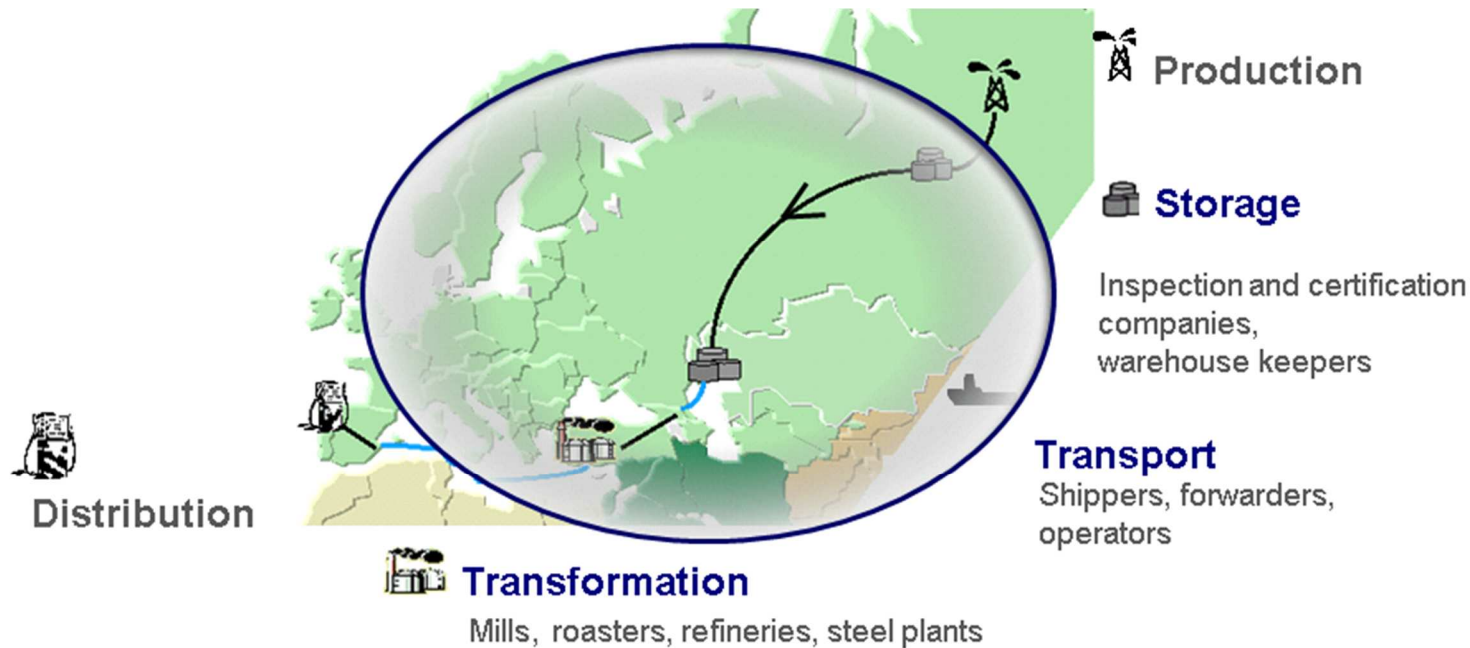 Production
Storage
Inspection and certification
companies,
warehouse keepers
Transport
Shippers, forwarders,
operators
Distribution
Transformation
Mills, roasters, refineries, steel plants